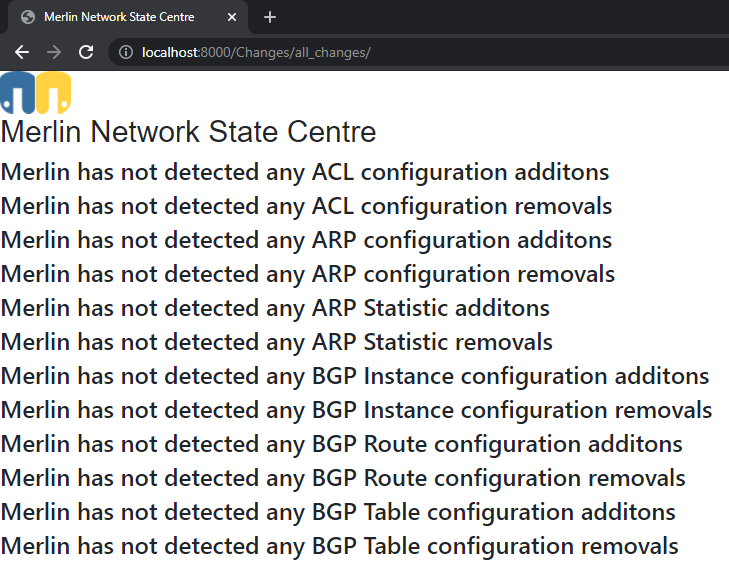 Merlin Network State Centre
localhost:8000/Changes/all_changes/
Merlin Network State Centre
Merlin has not detected any ACL configuration additons
Merlin has not detected any ACL configuration removals
Merlin has not detected any ARP configuration additons
Merlin has not detected any ARP configuration removals
Merlin has not detected any ARP Statistic additons
Merlin has not detected any ARP Statistic removals
Merlin has not detected any BGP Instance configuration additons
Merlin has not detected any BGP Instance configuration removals
Merlin has not detected any BGP Route configuration additons
Merlin has not detected any BGP Route configuration removals
Merlin has not detected any BGP Table configuration additons
Merlin has not detected any BGP Table configuration removals